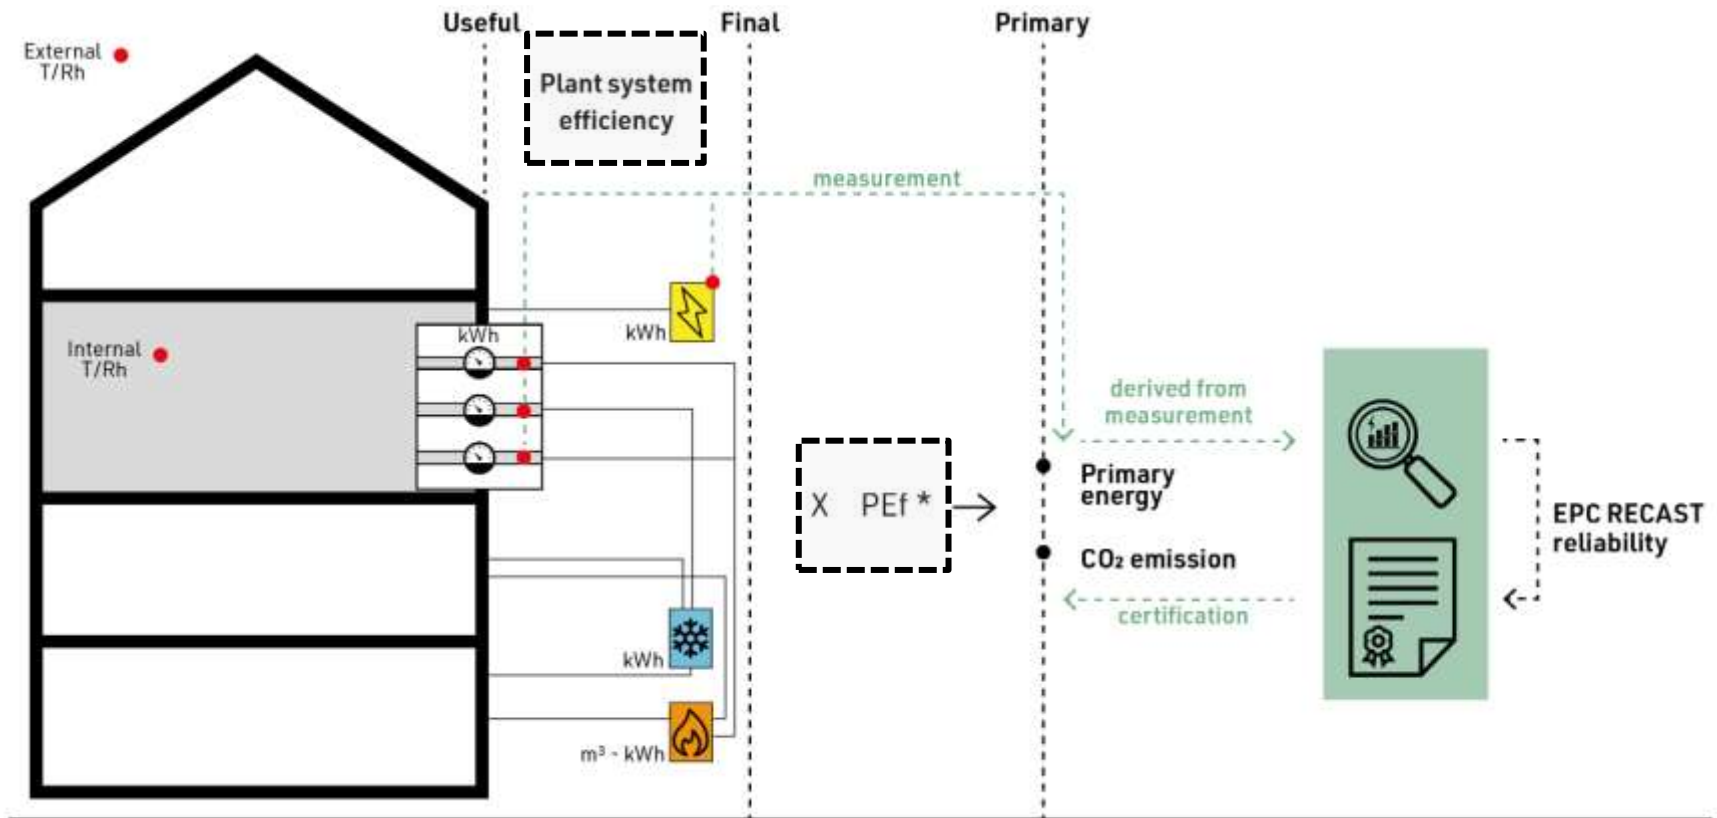 Useful
Final
Primary
External
T/Rh
Plant system
efficiency
measurement
kWh
Internal
T/Rh
kWh
derived from
measurement
X PEf *
Primary
energy
EPC RECAST
reliability
CO₂ emission
certification
kWh
m³ - kWh